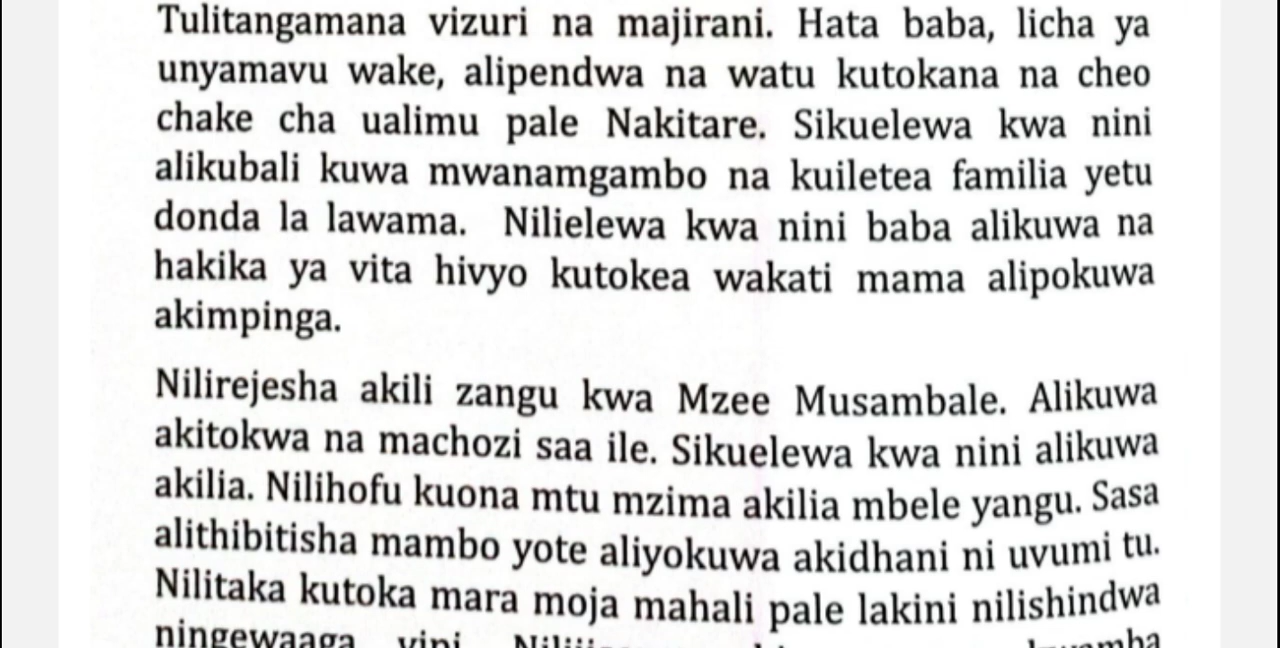 Tulitangamana vizuri na majirani. Hata baba, licha ya
unyamavu wake, alipendwa na watu kutokana na cheo
chake cha ualimu pale Nakitare. Sikuelewa kwa nini
alikubali kuwa mwanamgambo na kuiletea familia yetu
donda la lawama. Nilielewa kwa nini baba alikuwa na
hakika ya vita hivyo kutokea wakati mama alipokuwa
akimpinga.
Nilirejesha akili zangu kwa Mzee Musambale. Alikuwa
akitokwa na machozi saa ile. Sikuelewa kwa nini alikuwa
akilia. Nilihofu kuona mtu mzima akilia mbele yangu. Sasa
alithibitisha mambo yote aliyokuwa akidhani ni uvumi tu.
Nilitaka kutoka mara moja mahali pale lakini nilishindwa
ningewaaga vipi